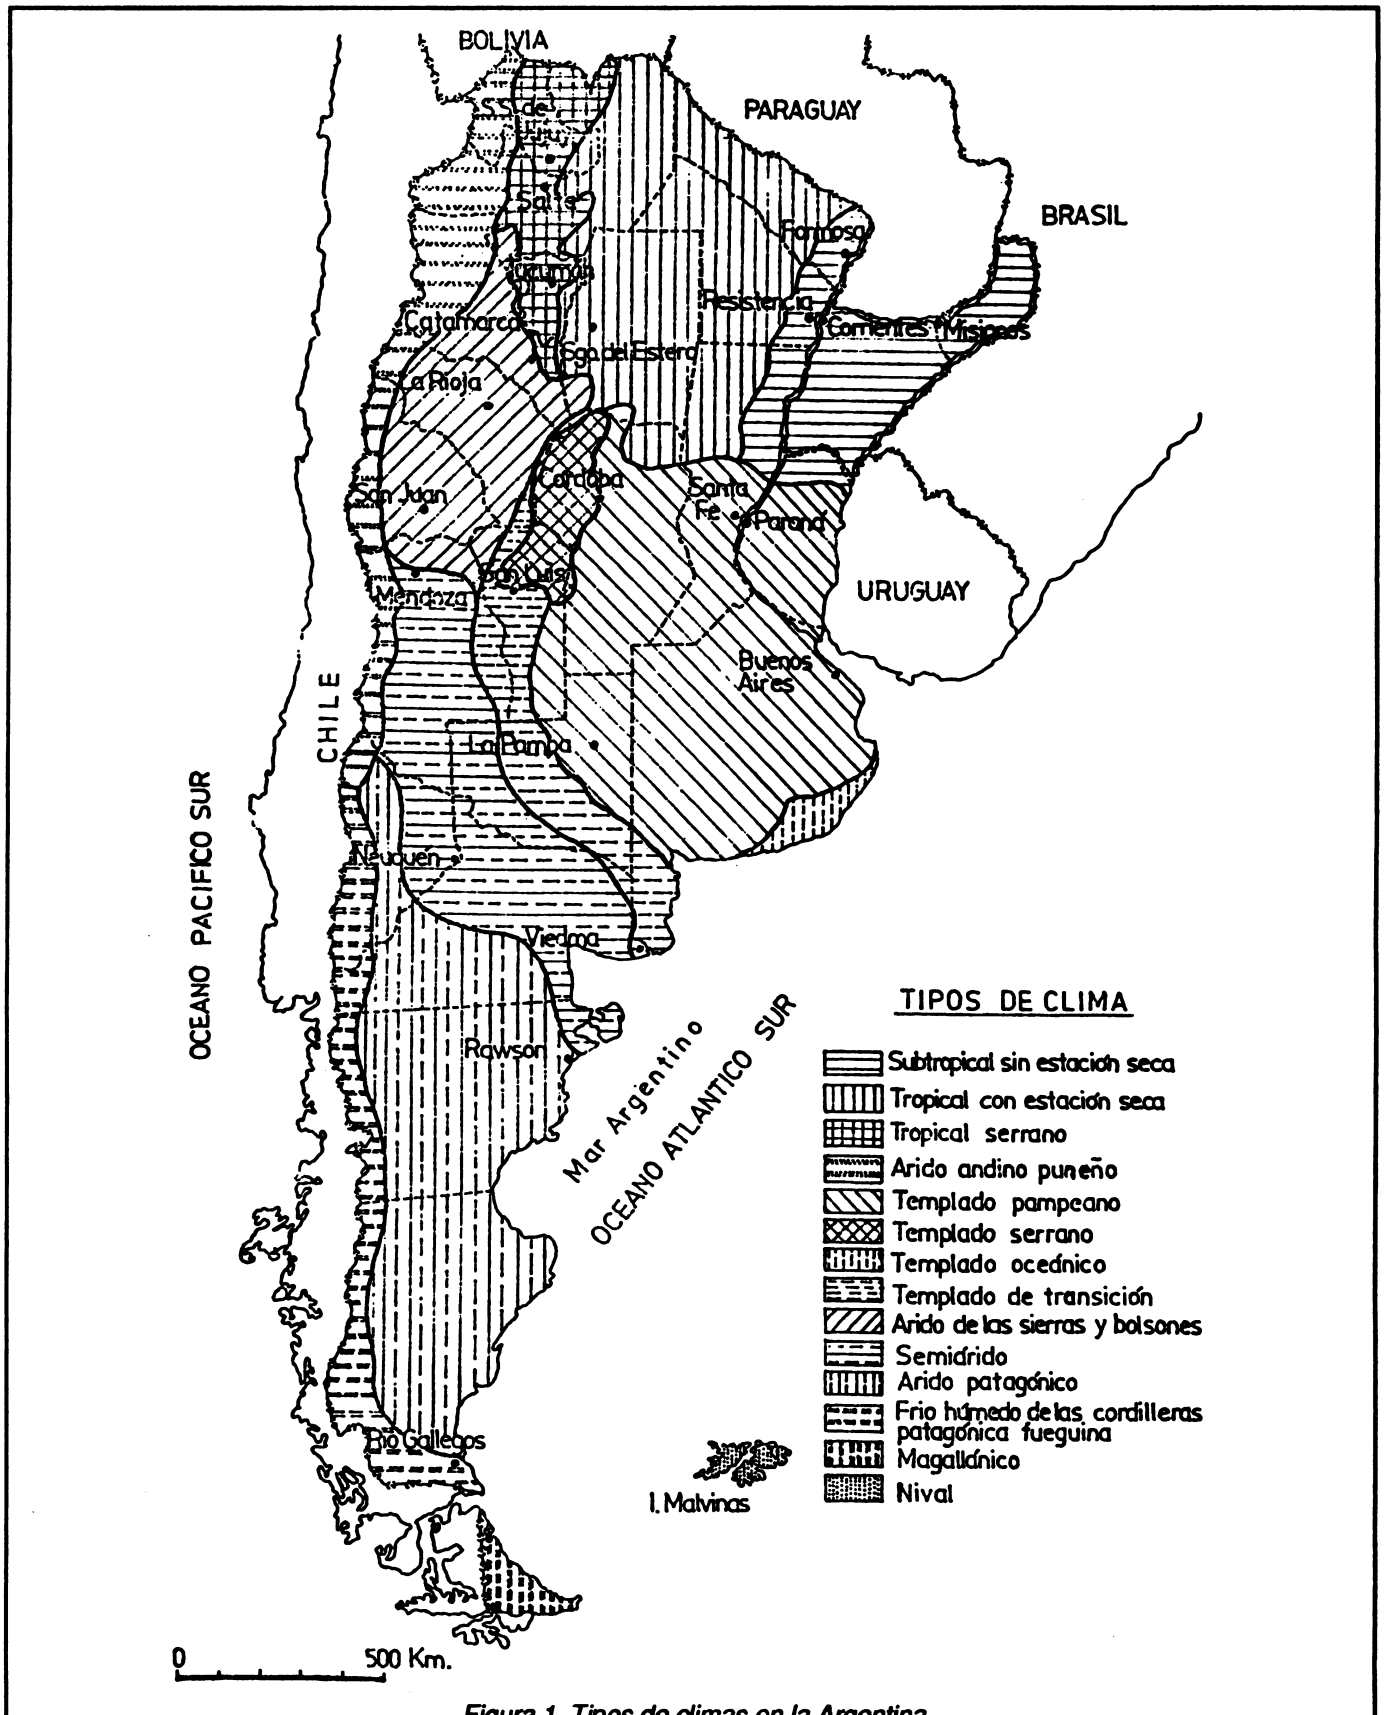 BOLIVIA
PARAGUAY
BRASIL
S.S. de
Salta
Formosa
Tucumán
Resistencia
Catamarca
Corrientes
Misiones
Sgo del Estero
La Rioja
Cordoba
Santa
Fe
San Juan
Paraná
San Luis
Mendoza
URUGUAY
Buenos
Aires
CHILE
La Pampa
OCEANO PACIFICO SUR
Neuquen
Viedma
Rawson
Mar Argentino
OCEANO ATLANTICO SUR
TIPOS DE CLIMA
Subtropical sin estación seca
Tropical con estación seca
Tropical serrano
Arido andino puneño
Templado pampeano
Templado serrano
Templado oceánico
Templado de transición
Arido de las sierras y bolsones
Semiárido
Arido patagónico
Frio húmedo de las cordilleras
patagónica fueguina
Magallánico
Nival
Rio Gallegos
I. Malvinas
0 500 Km.
Figura 1. Tipos de climas en la Argentina